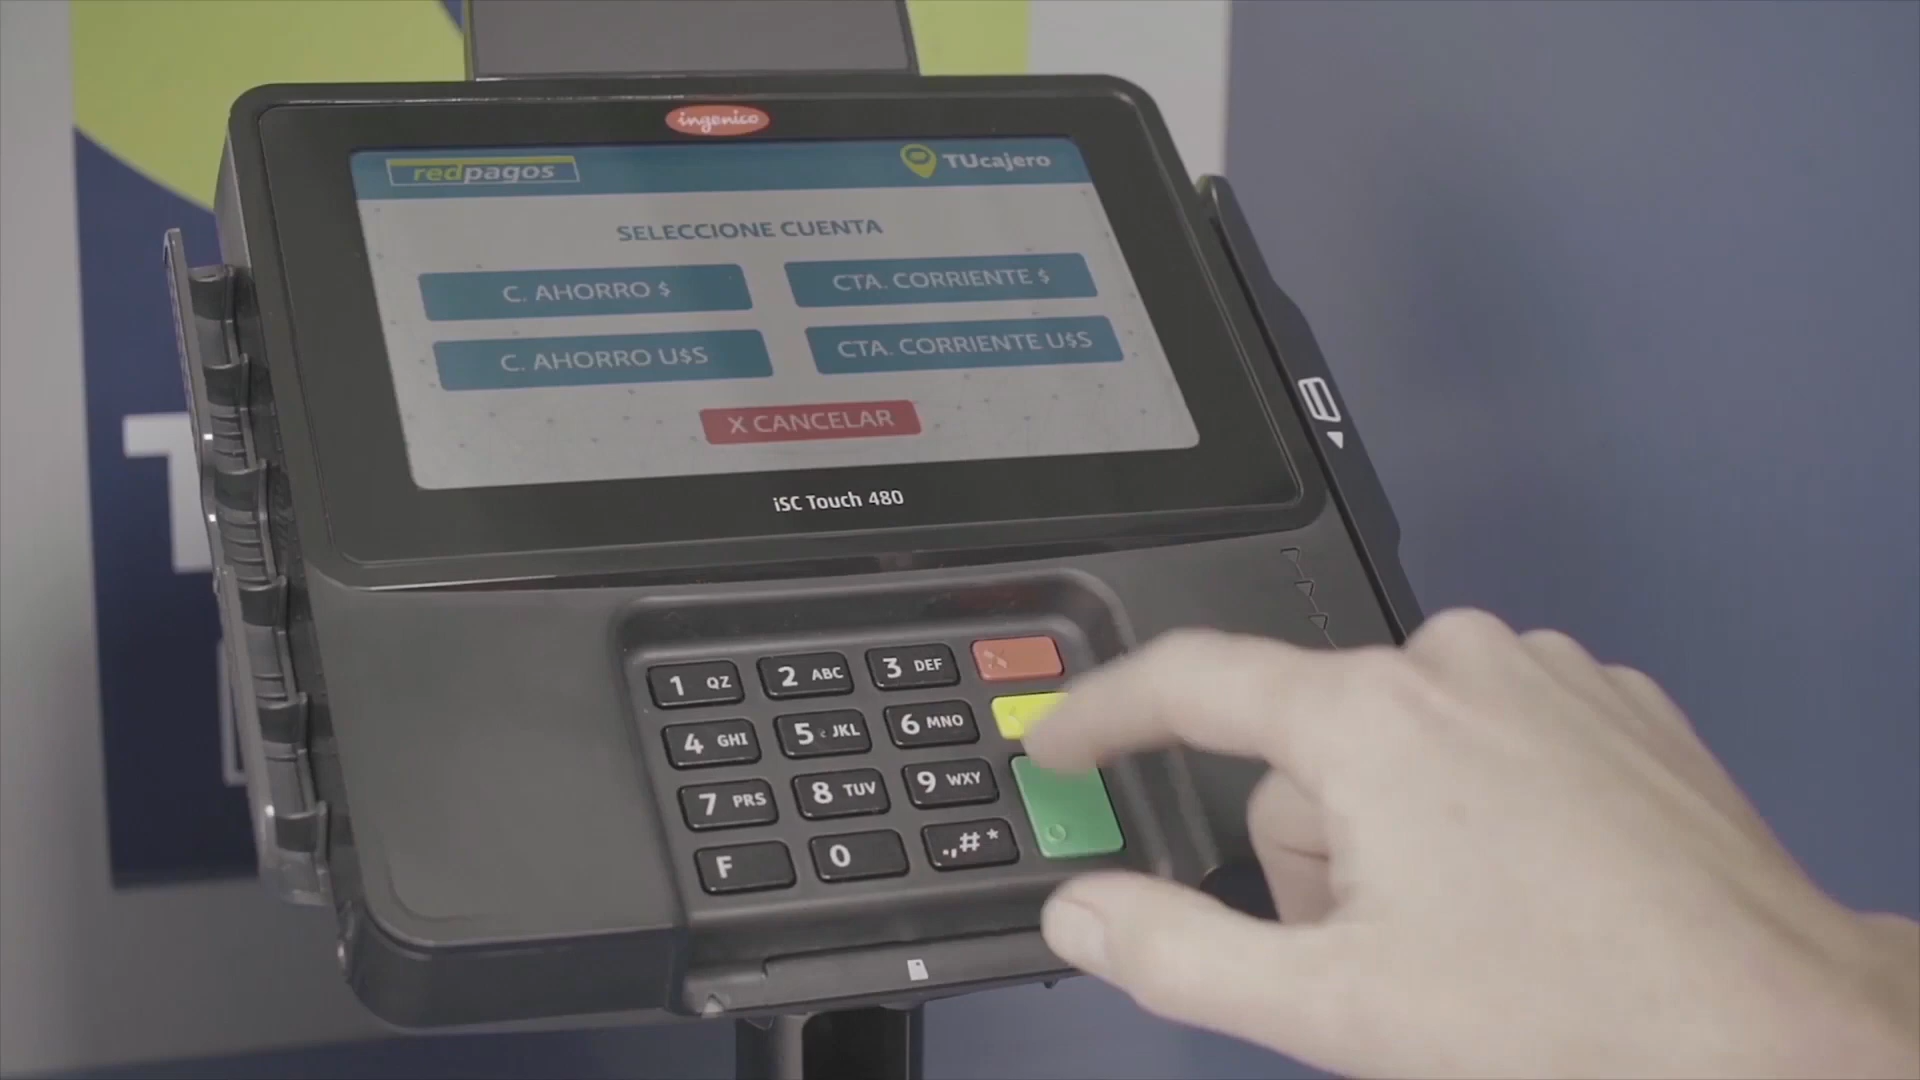 ingenico
redpagos
TUcajero
SELECCIONE CUENTA
C. AHORRO $
CTA. CORRIENTE $
C. AHORRO U$S
CTA. CORRIENTE U$S
X CANCELAR
iSC Touch 480
1 QZ
2 ABC
3 DEF
4 GHI
5 JKL
6 MNO
7 PRS
8 TUV
9 WXY
F
0
.,#*
T